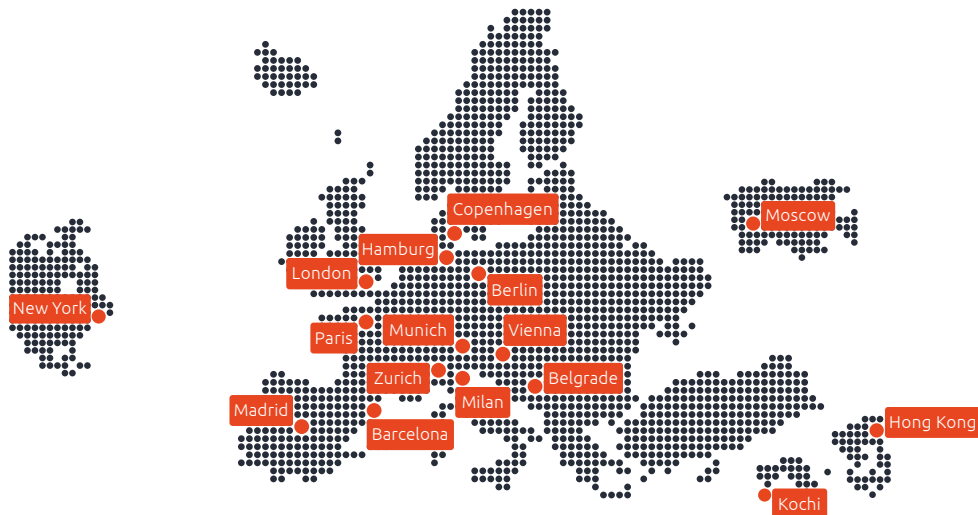 Copenhagen
Moscow
Hamburg
London
Berlin
New York
Paris
Munich
Vienna
Zurich
Belgrade
Milan
Madrid
Barcelona
Hong Kong
Kochi